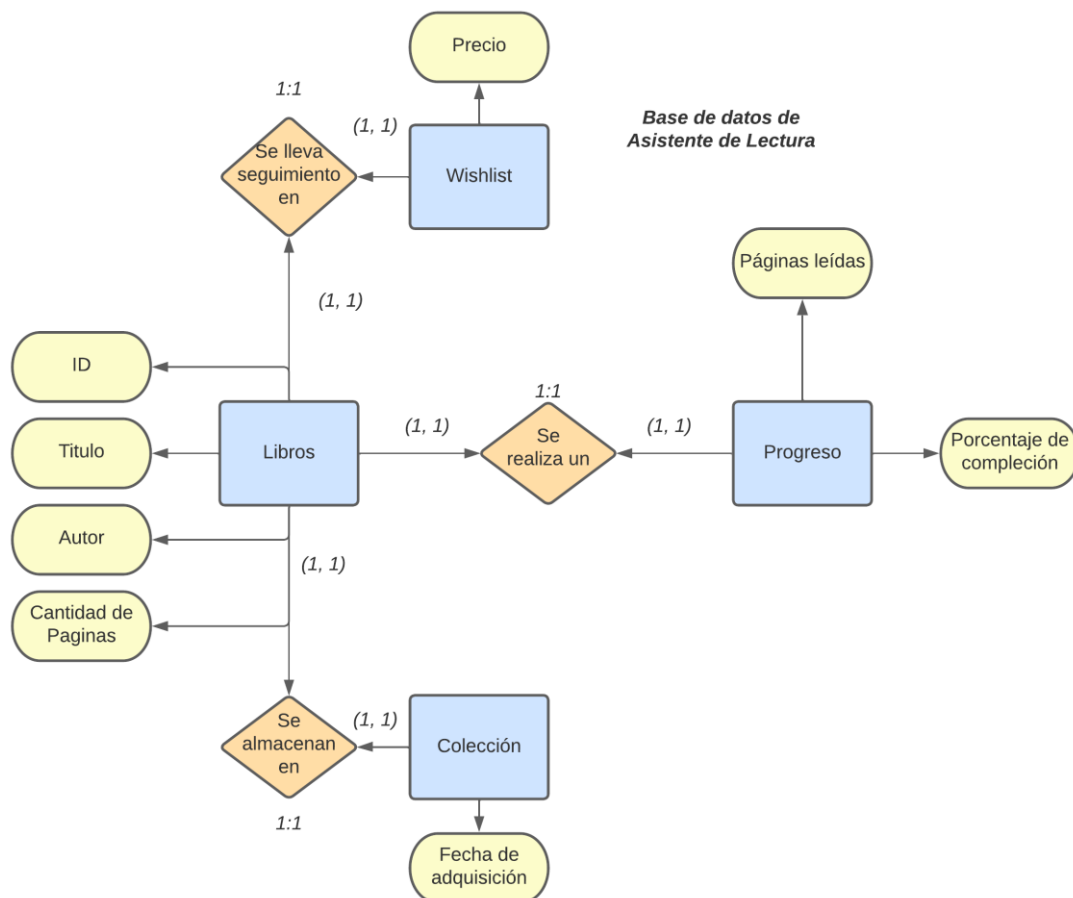 Precio
1:1
Base de datos de
Asistente de Lectura
(1, 1)
Se lleva
seguimiento
en
Wishlist
Páginas leídas
(1, 1)
ID
1:1
Titulo
Libros
(1, 1)
Se
realiza un
(1, 1)
Progreso
Porcentaje de
compleción
Autor
(1, 1)
Cantidad de
Paginas
Se
almacenan
en
(1, 1)
Colección
1:1
Fecha de
adquisición